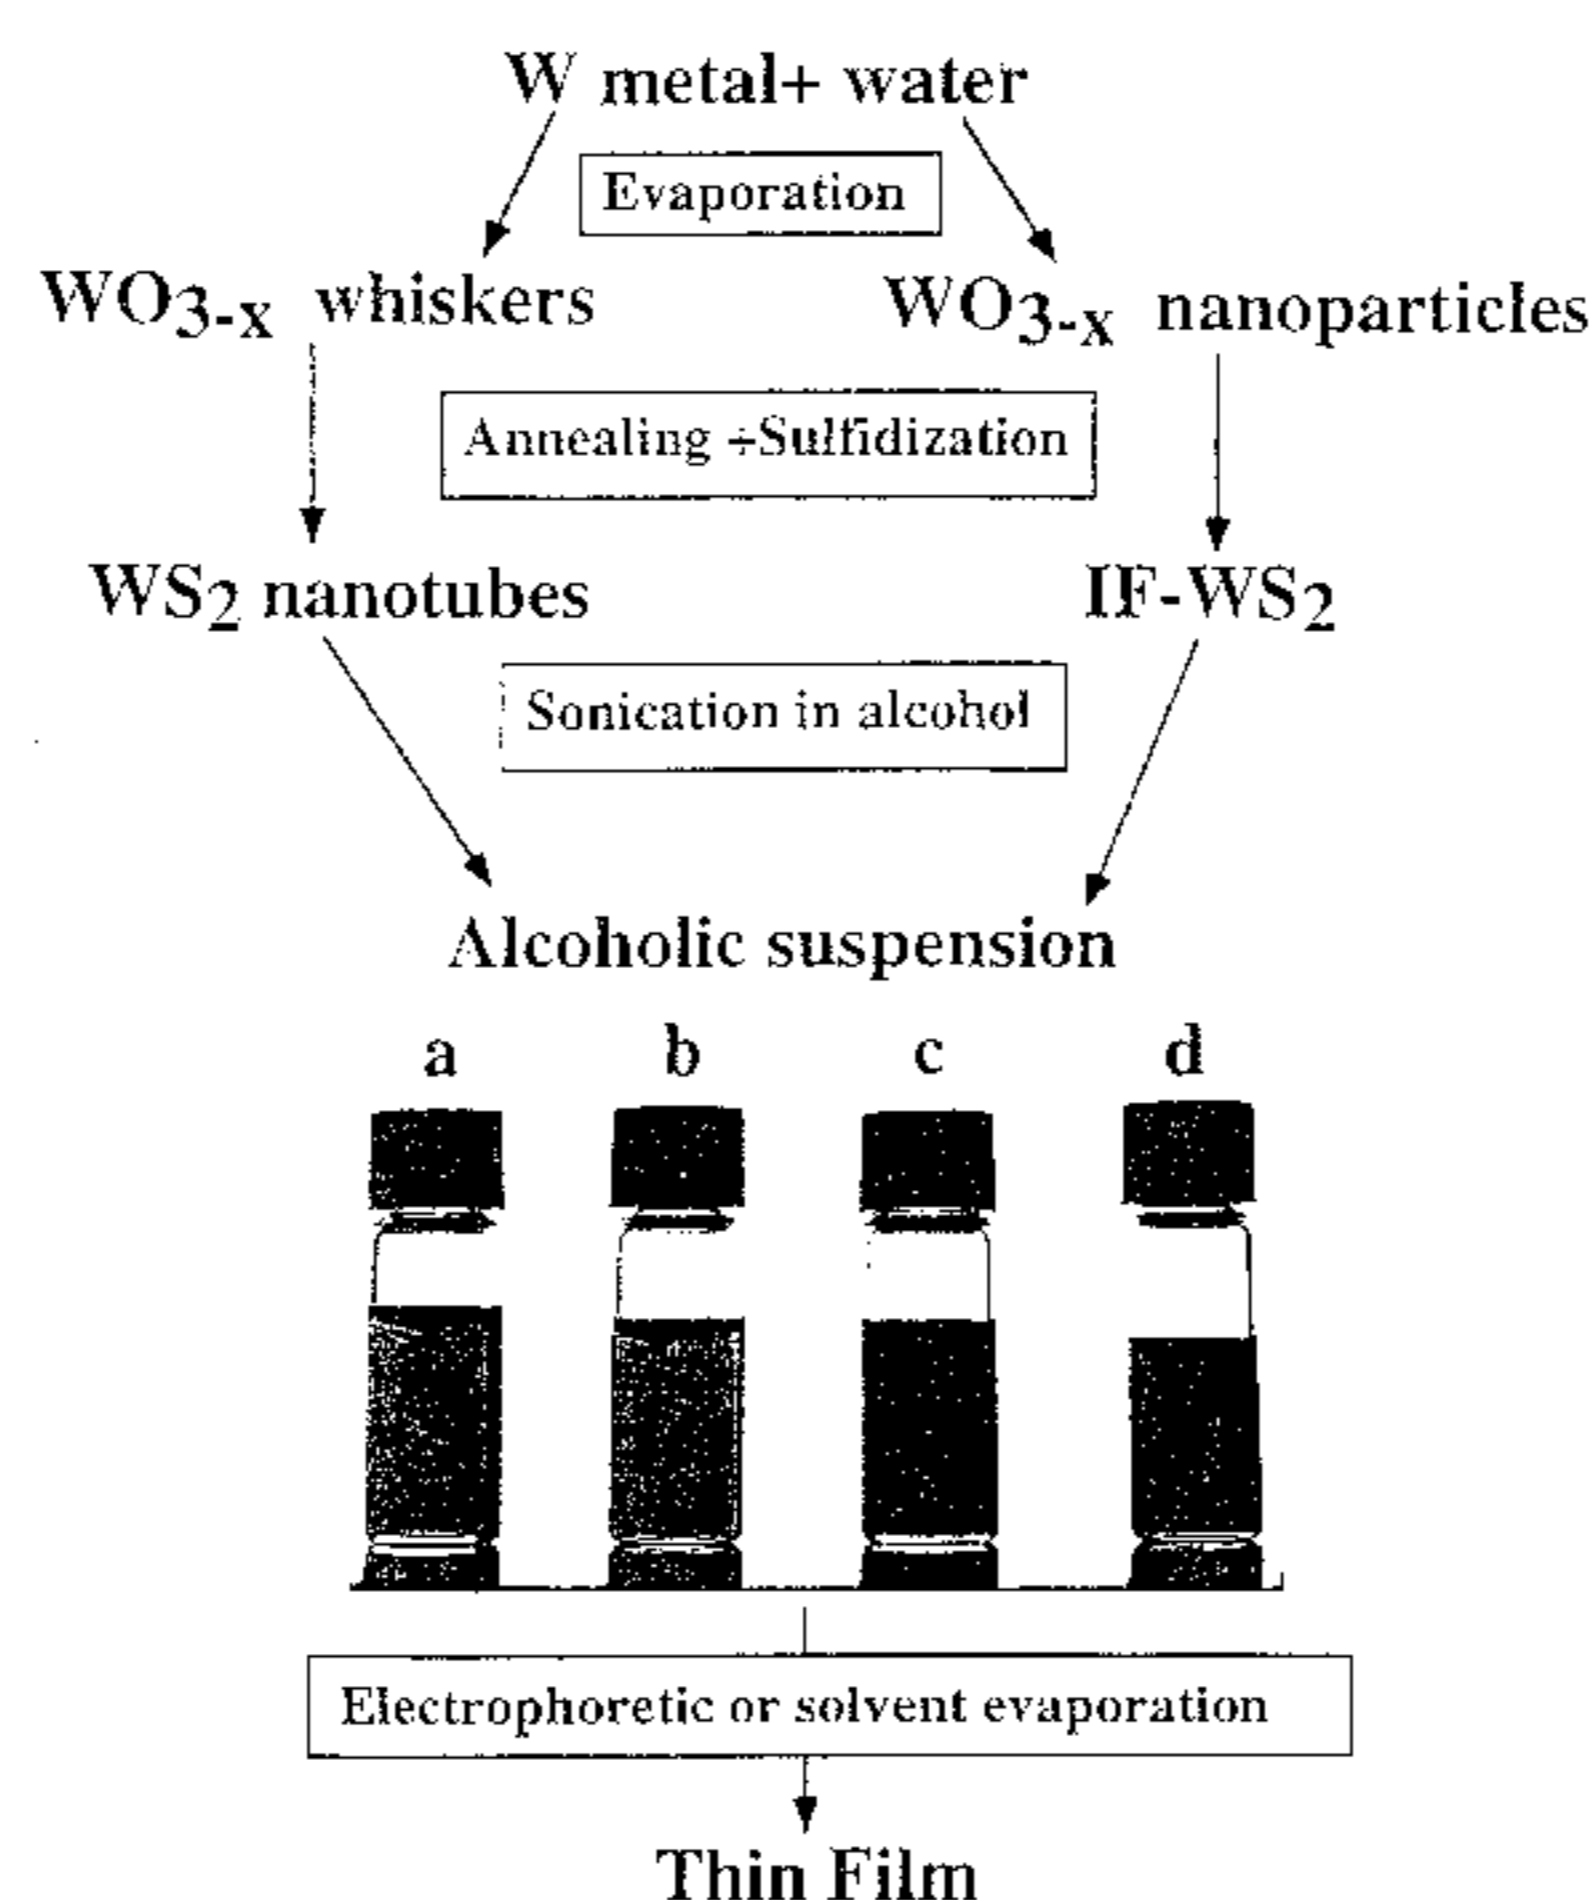 W metal+ water
Evaporation
WO3-x whiskers
WO3-x nanoparticles
Annealing +Sulfidization
WS2 nanotubes
IF-WS2
Sonication in alcohol
Alcoholic suspension
a b c d
Electrophoretic or solvent evaporation
Thin Film